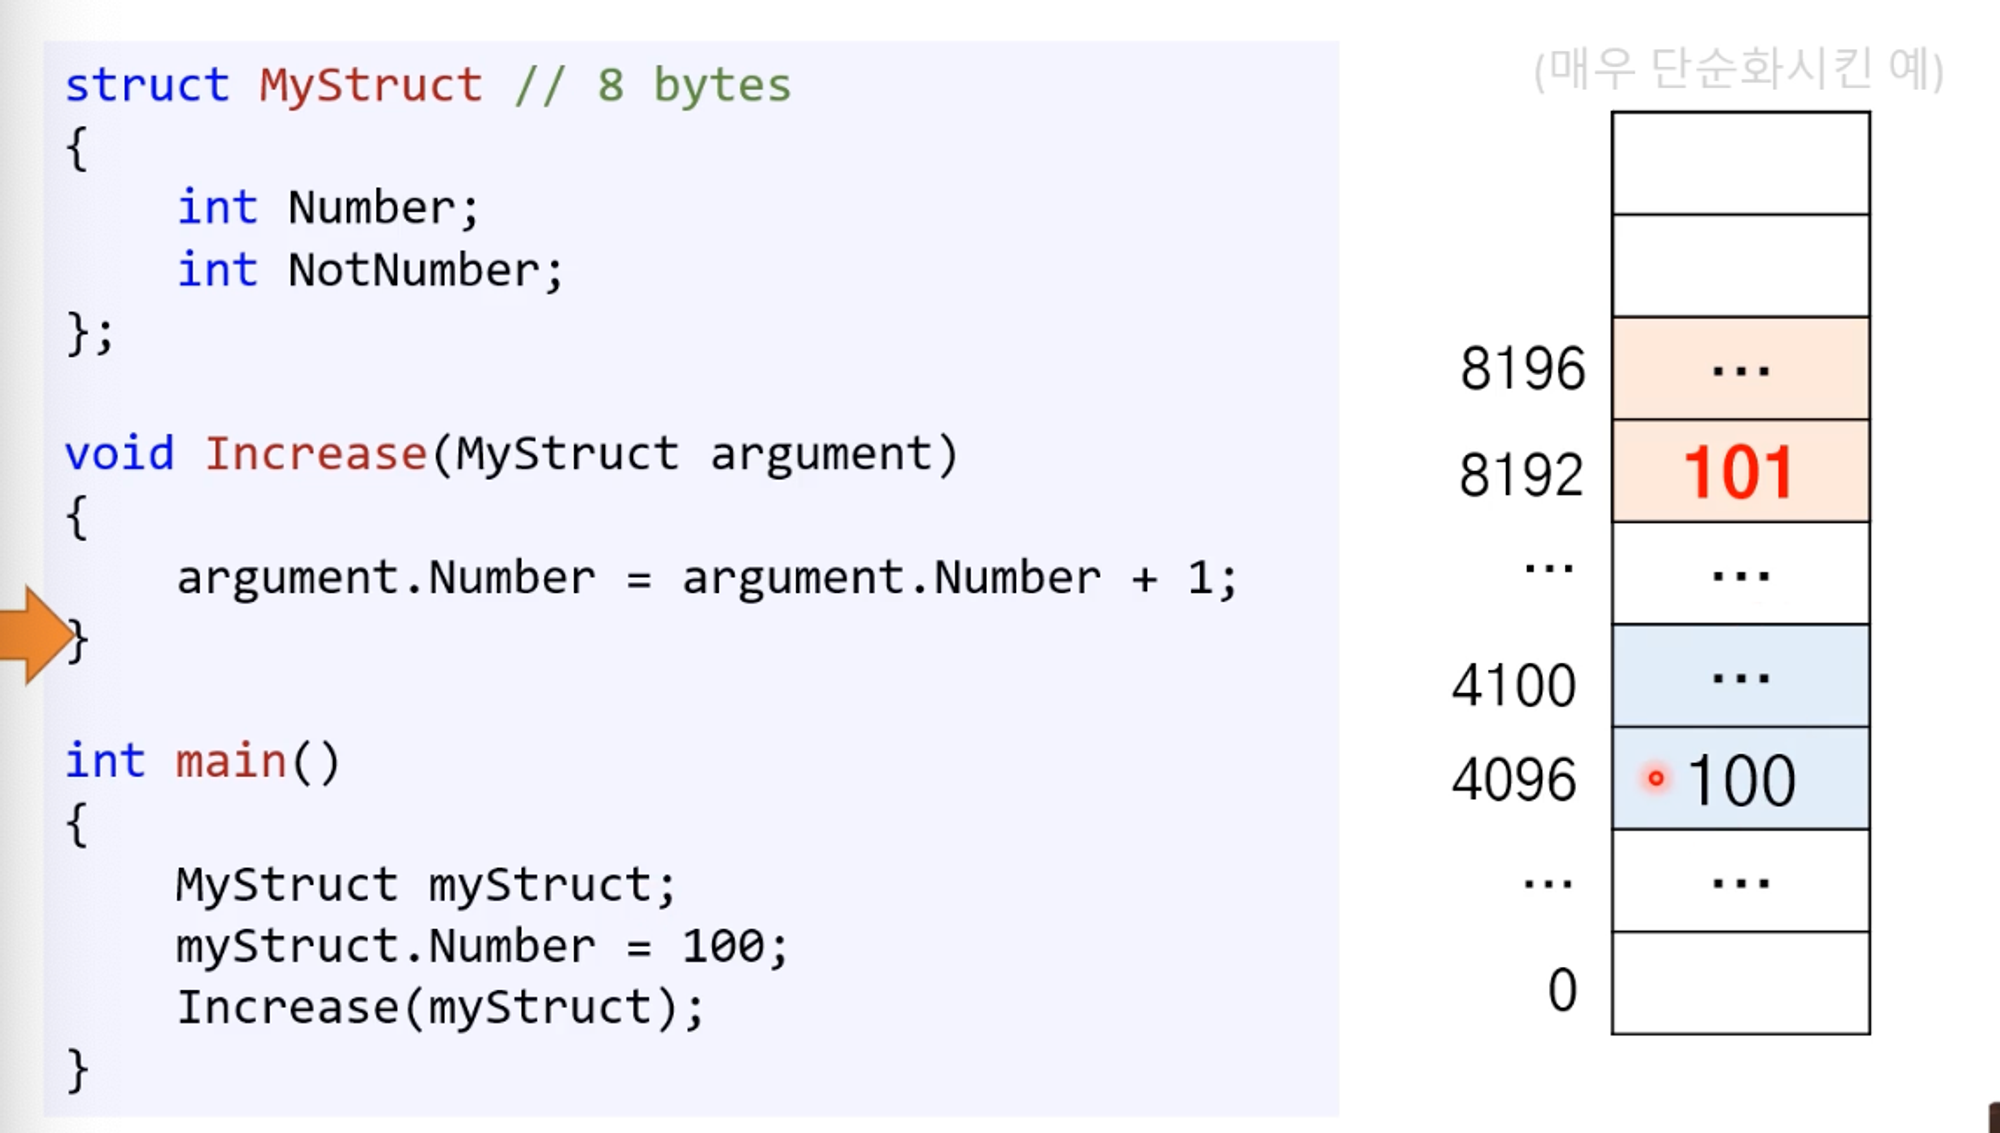 struct MyStruct // 8 bytes
{
    int Number;
    int NotNumber;
};
void Increase(MyStruct argument)
{
    argument.Number = argument.Number + 1;
}
int main()
{
    MyStruct myStruct;
    myStruct.Number = 100;
    Increase(myStruct);
}
(매우 단순화시킨 예)
8196 ...
8192 101
... ...
4100 ...
4096 100
... ...
0